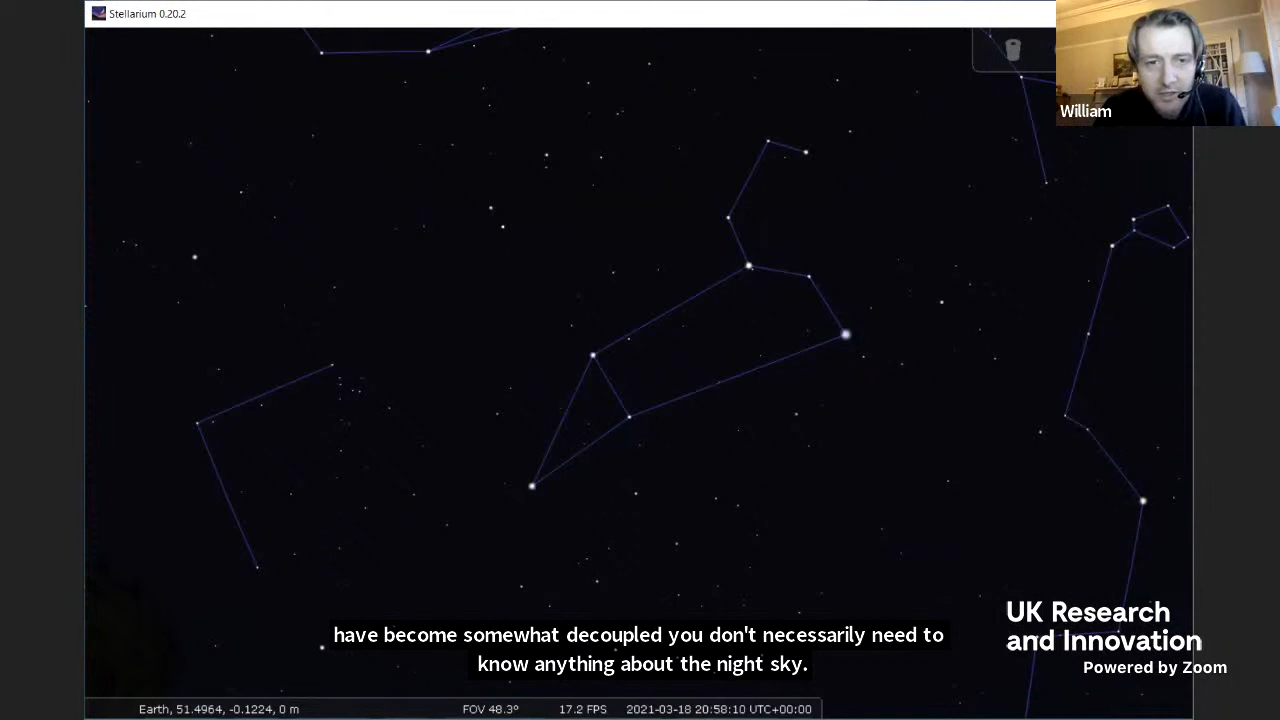 Stellarium 0.20.2
William
have become somewhat decoupled you don't necessarily need to
know anything about the night sky.
UK Research
and Innovation
Powered by Zoom
Earth, 51.4964, -0.1224, 0 m
FOV 48.3°
17.2 FPS
2021-03-18 20:58:10 UTC+00:00